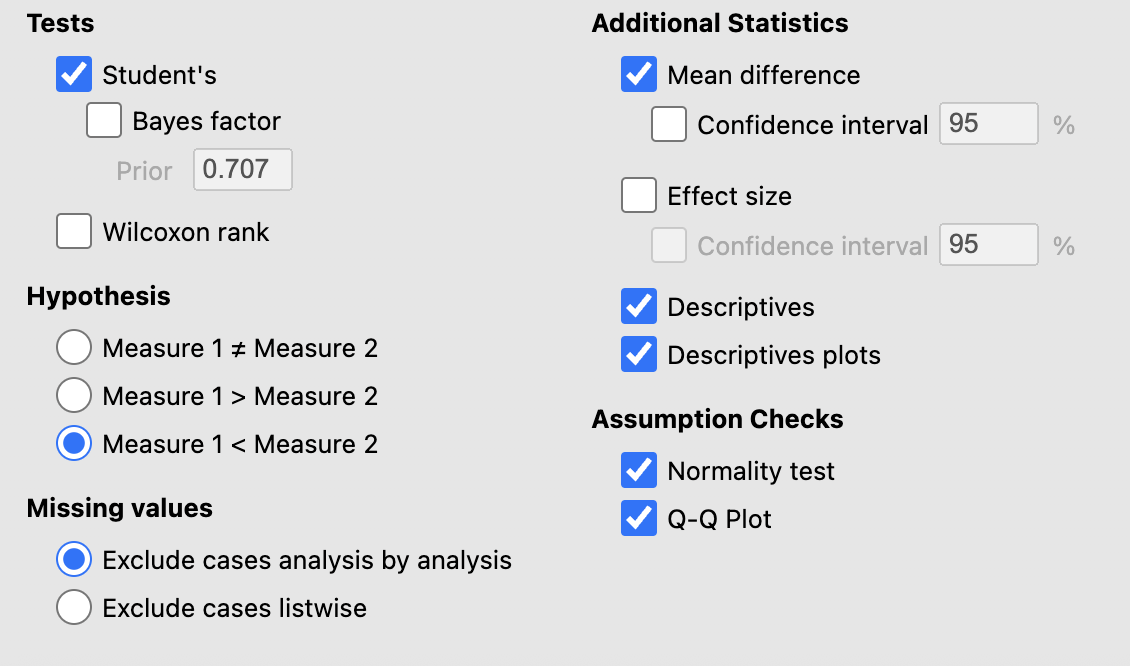 Tests
Student's
Bayes factor
Prior 0.707
Wilcoxon rank
Hypothesis
Measure 1 ≠ Measure 2
Measure 1 > Measure 2
Measure 1 < Measure 2
Missing values
Exclude cases analysis by analysis
Exclude cases listwise
Additional Statistics
Mean difference
Confidence interval 95 %
Effect size
Confidence interval 95 %
Descriptives
Descriptives plots
Assumption Checks
Normality test
Q-Q Plot